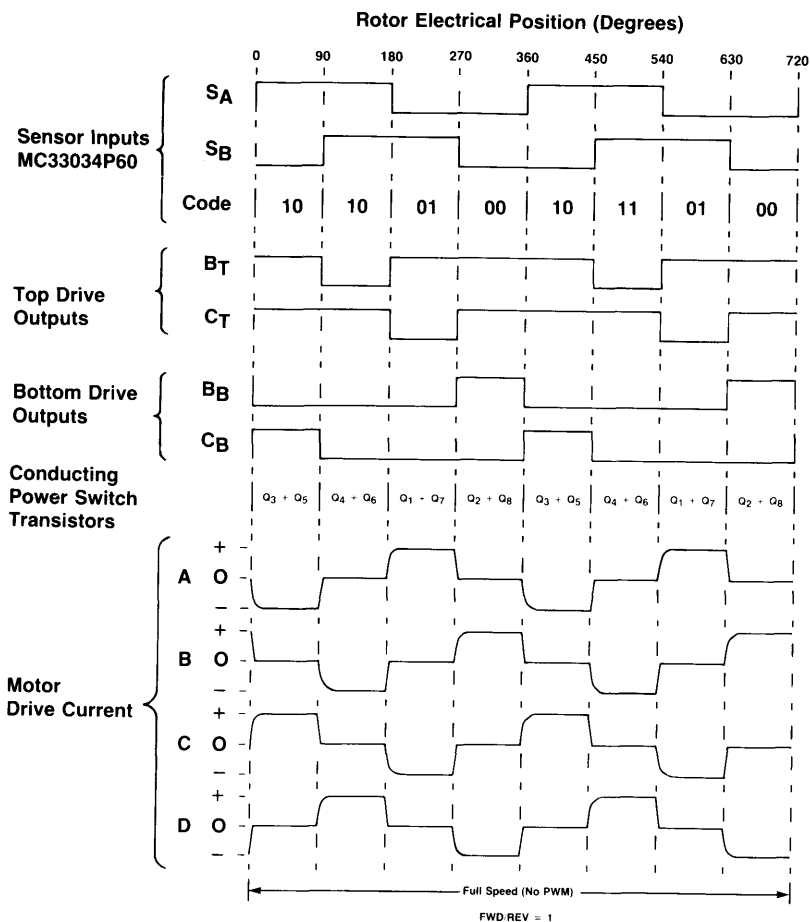 Rotor Electrical Position (Degrees)
0 90 180 270 360 450 540 630 720
Sensor Inputs
MC33034P60
SA
SB
Code 10 10 01 00 10 11 01 00
Top Drive
Outputs
BT
CT
Bottom Drive
Outputs
BB
CB
Conducting
Power Switch
Transistors
Q3 + Q5 Q4 + Q6 Q1 + Q7 Q2 + Q8 Q3 + Q5 Q4 + Q6 Q1 + Q7 Q2 + Q8
Motor
Drive Current
+
A O
−
+
B O
−
+
C O
−
+
D O
−
Full Speed (No PWM)
FWD/REV = 1